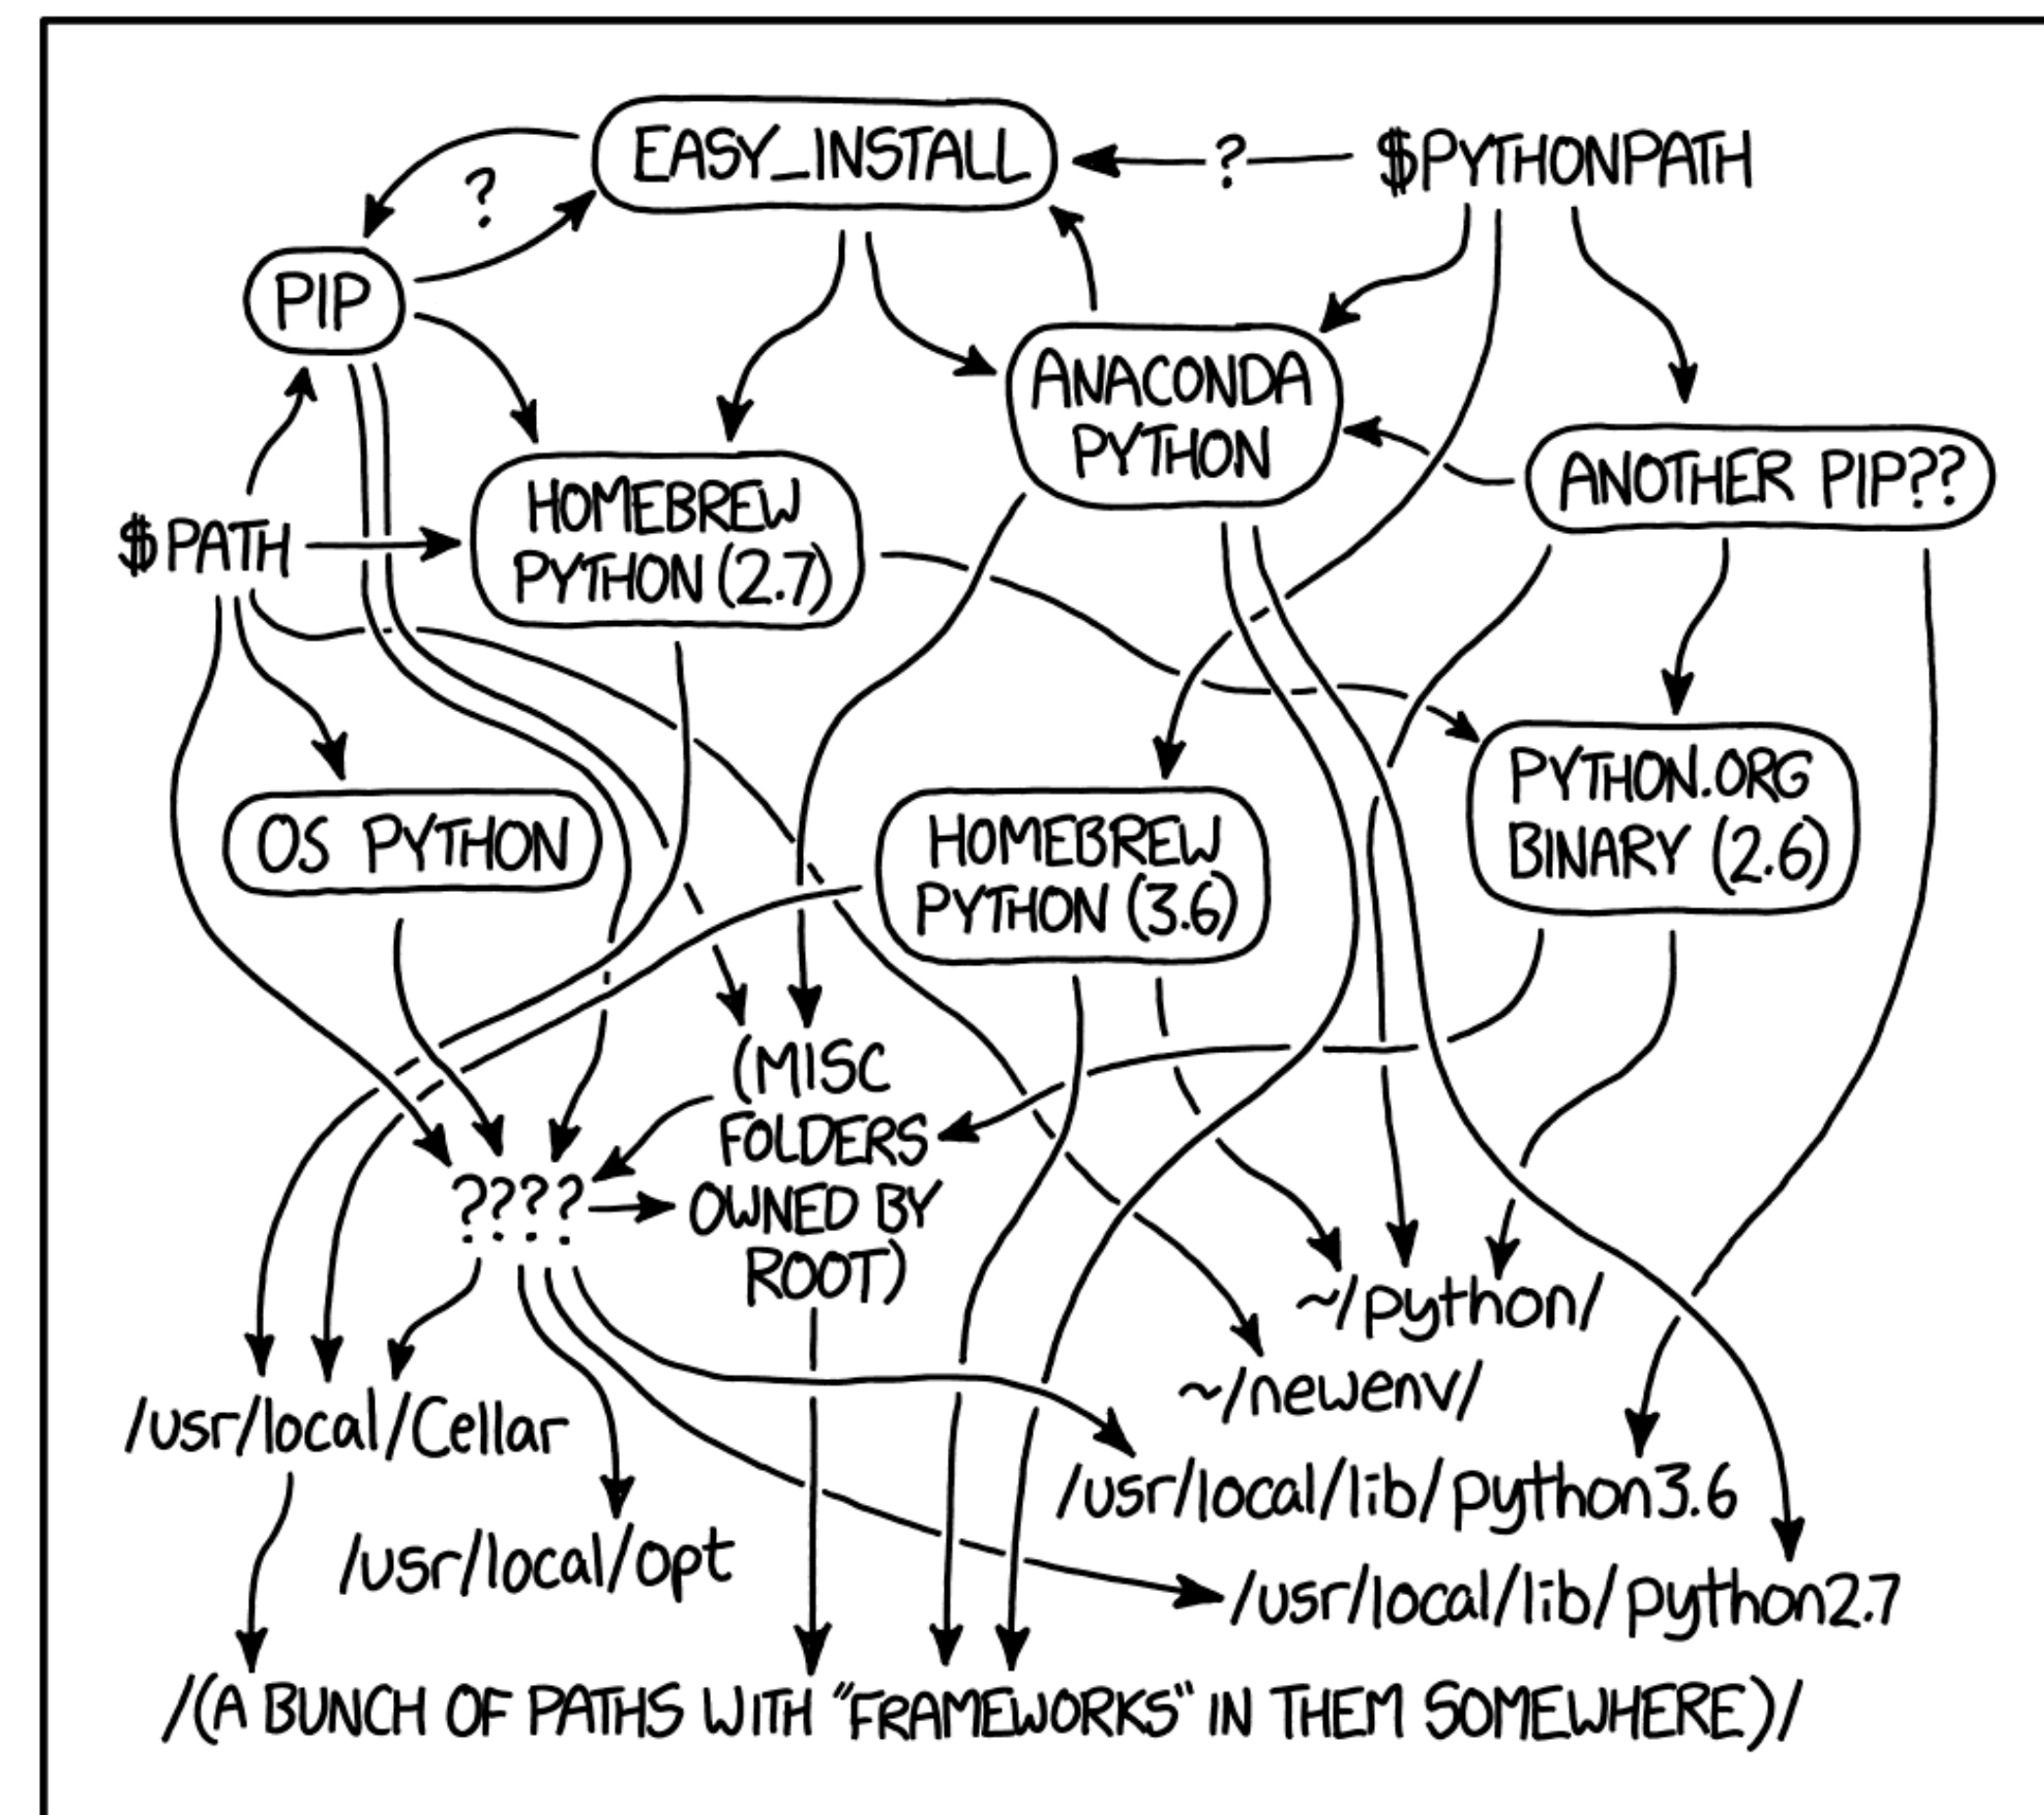 EASY_INSTALL
?
$PYTHONPATH
?
PIP
ANACONDA
PYTHON
ANOTHER PIP??
HOMEBREW
PYTHON (2.7)
$PATH
PYTHON.ORG
BINARY (2.6)
OS PYTHON
HOMEBREW
PYTHON (3.6)
(MISC
FOLDERS
OWNED BY
ROOT)
????
~/python/
~/newenv/
/usr/local/Cellar
/usr/local/lib/python3.6
/usr/local/opt
/usr/local/lib/python2.7
/(A BUNCH OF PATHS WITH "FRAMEWORKS" IN THEM SOMEWHERE)/